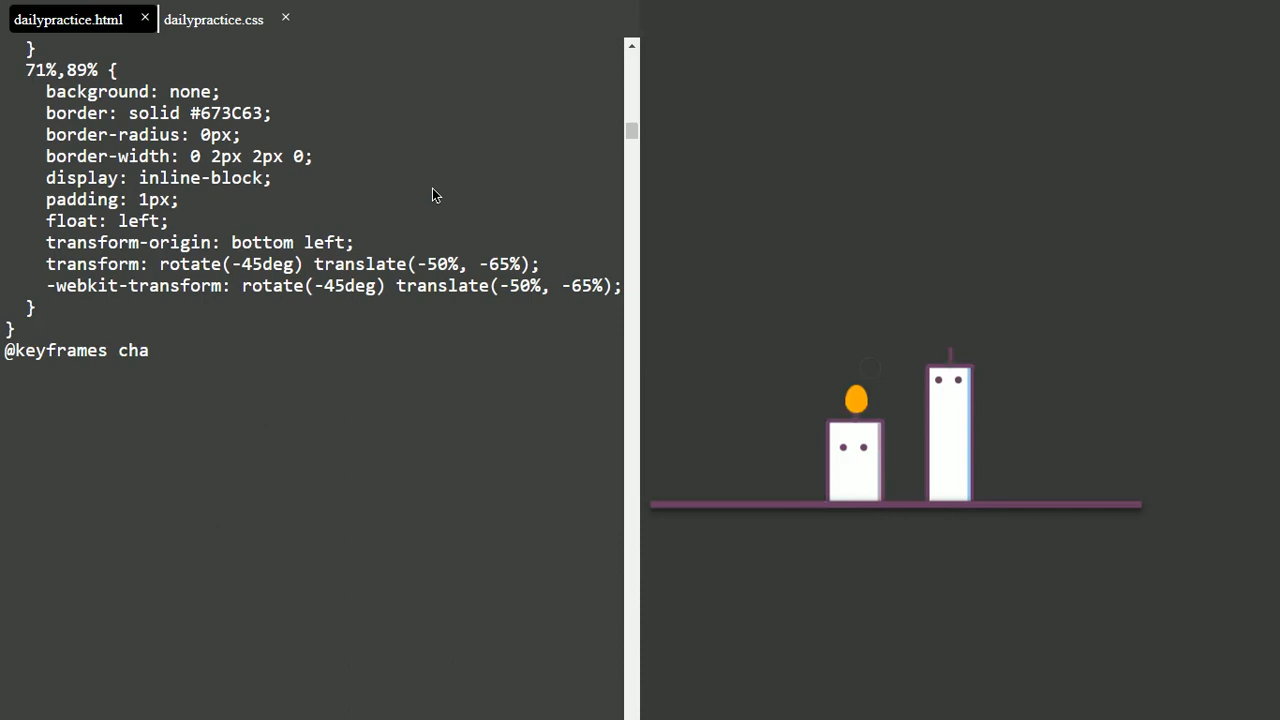 dailypractice.html × dailypractice.css ×
}
71%,89% {
background: none;
border: solid #673C63;
border-radius: 0px;
border-width: 0 2px 2px 0;
display: inline-block;
padding: 1px;
float: left;
transform-origin: bottom left;
transform: rotate(-45deg) translate(-50%, -65%);
-webkit-transform: rotate(-45deg) translate(-50%, -65%);
}
}
@keyframes cha